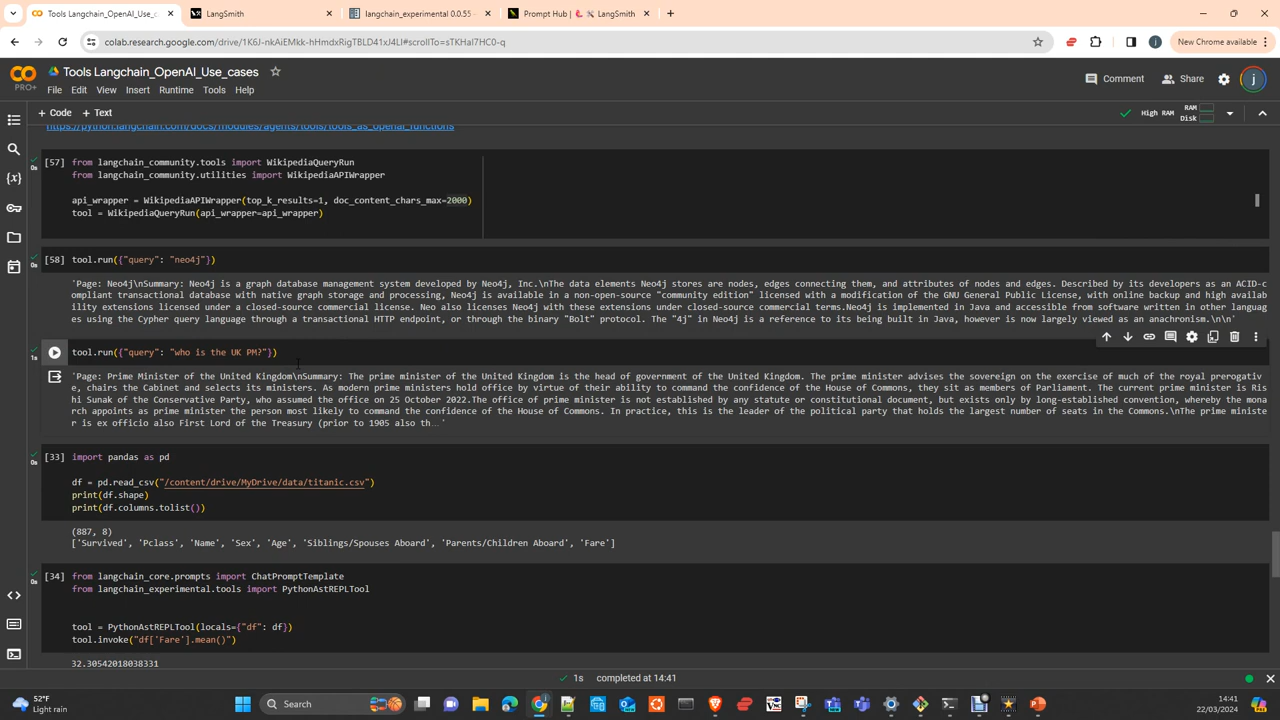 Tools Langchain_OpenAI_Use_cases
LangSmith
langchain_experimental 0.0.55
Prompt Hub | LangSmith
colab.research.google.com/drive/1K6J-nkAiEMkk-hHmdxRigTBLD41xJ4LI#scrollTo=sTKHaI7HC0-q
j
New Chrome available
PRO+
Tools Langchain_OpenAI_Use_cases
Comment
Share
j
File Edit View Insert Runtime Tools Help
+ Code + Text
High RAM
RAM
Disk
https://python.langchain.com/docs/modules/agents/tools/tools_as_openai_functions
[57] from langchain_community.tools import WikipediaQueryRun
0s
from langchain_community.utilities import WikipediaAPIWrapper
api_wrapper = WikipediaAPIWrapper(top_k_results=1, doc_content_chars_max=2000)
tool = WikipediaQueryRun(api_wrapper=api_wrapper)
[58] tool.run({"query": "neo4j"})
0s
'Page: Neo4j\nSummary: Neo4j is a graph database management system developed by Neo4j, Inc.\nThe data elements Neo4j stores are nodes, edges connecting them, and attributes of nodes and edges. Described by its developers as an ACID-c
ompliant transactional database with native graph storage and processing, Neo4j is available in a non-open-source "community edition" licensed with a modification of the GNU General Public License, with online backup and high availab
ility extensions licensed under a closed-source commercial license. Neo also licenses Neo4j with these extensions under closed-source commercial terms.Neo4j is implemented in Java and accessible from software written in other languag
es using the Cypher query language through a transactional HTTP endpoint, or through the binary "Bolt" protocol. The "4j" in Neo4j is a reference to its being built in Java, however is now largely viewed as an anachronism.\n\n'
tool.run({"query": "who is the UK PM?"})
1s
'Page: Prime Minister of the United Kingdom\nSummary: The prime minister of the United Kingdom is the head of government of the United Kingdom. The prime minister advises the sovereign on the exercise of much of the royal prerogativ
e, chairs the Cabinet and selects its ministers. As modern prime ministers hold office by virtue of their ability to command the confidence of the House of Commons, they sit as members of Parliament. The current prime minister is Ris
hi Sunak of the Conservative Party, who assumed the office on 25 October 2022.The office of prime minister is not established by any statute or constitutional document, but exists only by long-established convention, whereby the mona
rch appoints as prime minister the person most likely to command the confidence of the House of Commons. In practice, this is the leader of the political party that holds the largest number of seats in the Commons.\nThe prime ministe
r is ex officio also First Lord of the Treasury (prior to 1905 also th…'
[33] import pandas as pd
0s
df = pd.read_csv("/content/drive/MyDrive/data/titanic.csv")
print(df.shape)
print(df.columns.tolist())
(887, 8)
['Survived', 'Pclass', 'Name', 'Sex', 'Age', 'Siblings/Spouses Aboard', 'Parents/Children Aboard', 'Fare']
[34] from langchain_core.prompts import ChatPromptTemplate
0s
from langchain_experimental.tools import PythonAstREPLTool
tool = PythonAstREPLTool(locals={"df": df})
tool.invoke("df['Fare'].mean()")
32.30542018038331
1s completed at 14:41
52°F
Light rain
Search
14:41
22/03/2024